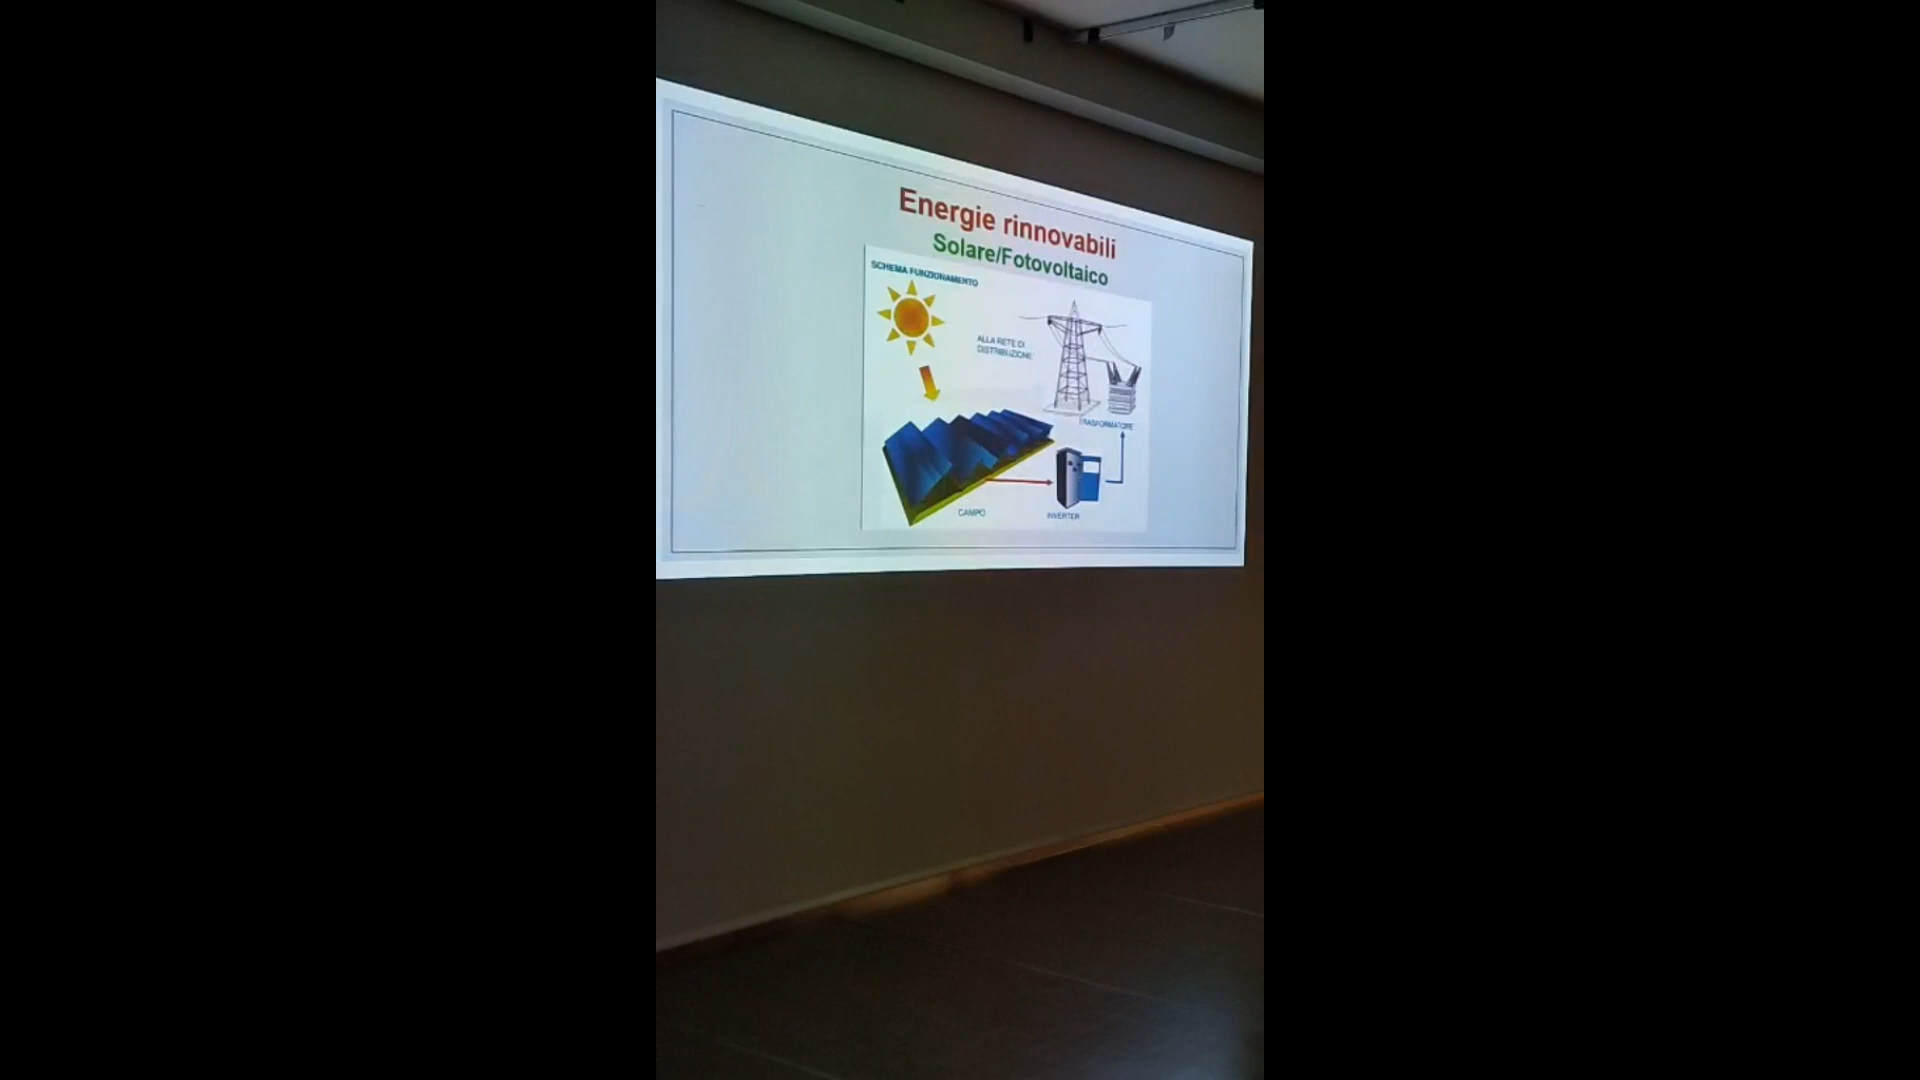 Energie rinnovabili
Solare/Fotovoltaico
SCHEMA FUNZIONAMENTO
ALLA RETE DI
DISTRIBUZIONE
TRASFORMATORE
CAMPO
INVERTER